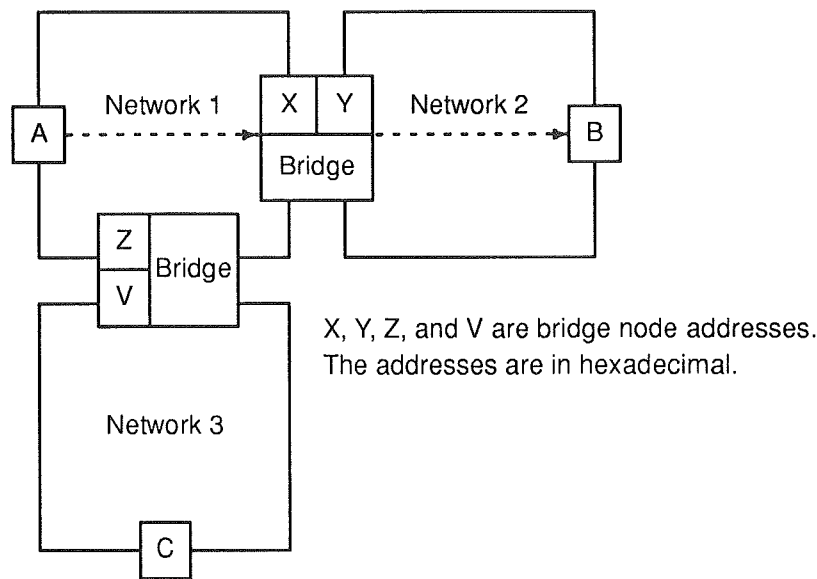 Network 1
X
Y
Network 2
A
B
Bridge
Z
Bridge
V
X, Y, Z, and V are bridge node addresses.
The addresses are in hexadecimal.
Network 3
C